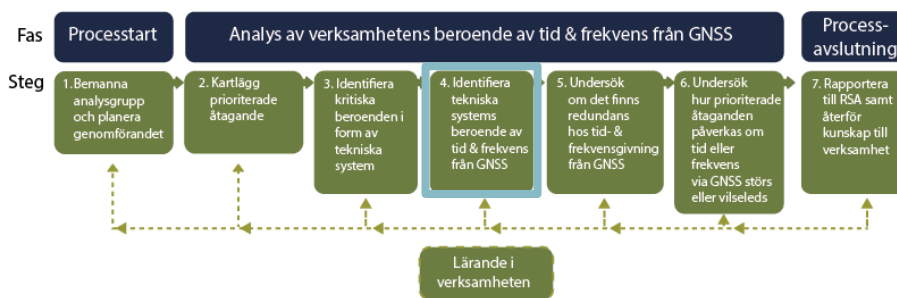 Fas
Processtart
Analys av verksamhetens beroende av tid & frekvens från GNSS
Process-
avslutning
Steg
1. Bemanna
analysgrupp
och planera
genomförandet
2. Kartlägg
prioriterade
åtagande
3. Identifiera
kritiska
beroenden i
form av
tekniska
system
4. Identifiera
tekniska
systems
beroende av
tid & frekvens
från GNSS
5. Undersök
om det finns
redundans
hos tid- &
frekvensgivning
från GNSS
6. Undersök
hur prioriterade
åtaganden
påverkas om
tid eller
frekvens
via GNSS störs
eller vilseleds
7. Rapportera
till RSA samt
återför
kunskap till
verksamhet
Lärande i
verksamheten